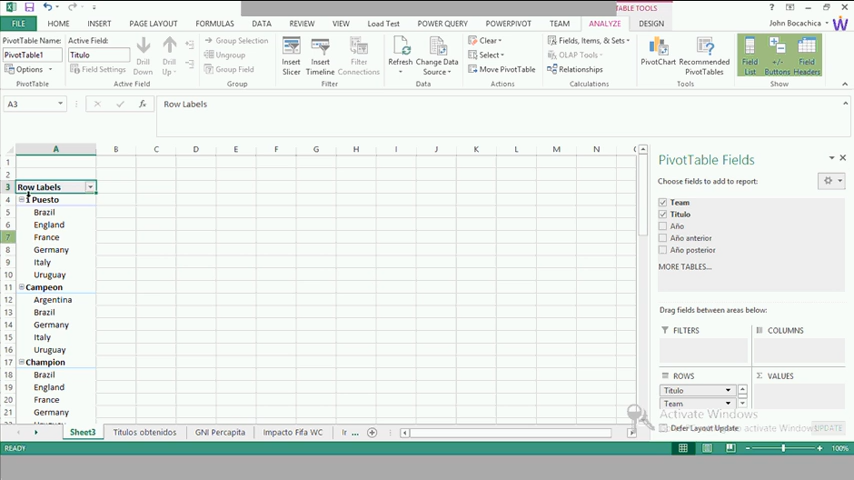 TABLE TOOLS
FILE HOME INSERT PAGE LAYOUT FORMULAS DATA REVIEW VIEW Load Test POWER QUERY POWERPIVOT TEAM ANALYZE DESIGN John Bocachica
PivotTable Name: Active Field:
PivotTable1 Titulo
Options Field Settings
Drill Down Drill Up
Group Selection
Ungroup
Group Field
Insert Slicer Insert Timeline Filter Connections
Refresh Change Data Source
Clear
Select
Move PivotTable
Fields, Items, & Sets
OLAP Tools
Relationships
PivotChart Recommended PivotTables
Field List +/- Buttons Field Headers
PivotTable Active Field Group Filter Data Actions Calculations Tools Show
A3 fx Row Labels
A B C D E F G H I J K L M N
1
2
3 Row Labels
4 1 Puesto
5 Brazil
6 England
7 France
8 Germany
9 Italy
10 Uruguay
11 Campeon
12 Argentina
13 Brazil
14 Germany
15 Italy
16 Uruguay
17 Champion
18 Brazil
19 England
20 France
21 Germany
PivotTable Fields
Choose fields to add to report:
Team
Titulo
Año
Año anterior
Año posterior
MORE TABLES...
Drag fields between areas below:
FILTERS COLUMNS
ROWS Σ VALUES
Titulo
Team
Activate Windows
Defer Layout Update UPDATE
Sheet3 Titulos obtenidos GNI Percapita Impacto Fifa WC ...
READY 100%